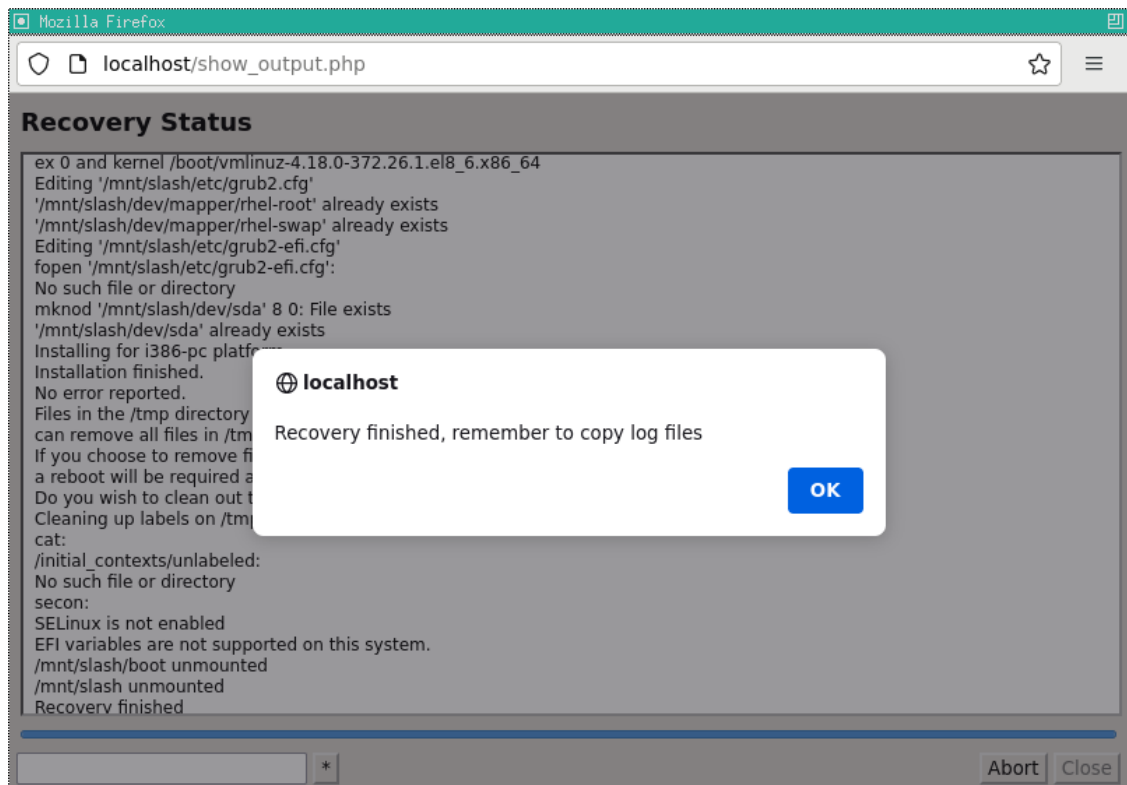 Mozilla Firefox
localhost/show_output.php
Recovery Status
ex 0 and kernel /boot/vmlinuz-4.18.0-372.26.1.el8_6.x86_64
Editing '/mnt/slash/etc/grub2.cfg'
'/mnt/slash/dev/mapper/rhel-root' already exists
'/mnt/slash/dev/mapper/rhel-swap' already exists
Editing '/mnt/slash/etc/grub2-efi.cfg'
fopen '/mnt/slash/etc/grub2-efi.cfg':
No such file or directory
mknod '/mnt/slash/dev/sda' 8 0: File exists
'/mnt/slash/dev/sda' already exists
Installing for i386-pc platform
Installation finished.
No error reported.
Files in the /tmp directory
can remove all files in /tm
If you choose to remove fi
a reboot will be required a
Do you wish to clean out t
Cleaning up labels on /tmp
cat:
/initial_contexts/unlabeled:
No such file or directory
secon:
SELinux is not enabled
EFI variables are not supported on this system.
/mnt/slash/boot unmounted
/mnt/slash unmounted
Recovery finished
localhost
Recovery finished, remember to copy log files
OK
*
Abort Close